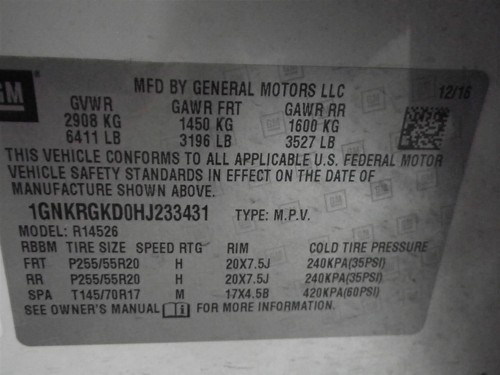 GM
MFD BY GENERAL MOTORS LLC 12/16
GVWR GAWR FRT GAWR RR
2908 KG 1450 KG 1600 KG
6411 LB 3196 LB 3527 LB
THIS VEHICLE CONFORMS TO ALL APPLICABLE U.S. FEDERAL MOTOR
VEHICLE SAFETY STANDARDS IN EFFECT ON THE DATE OF
MANUFACTURE SHOWN ABOVE.
1GNKRGKD0HJ233431 TYPE: M.P.V.
MODEL: R14526
RBBM TIRE SIZE SPEED RTG RIM COLD TIRE PRESSURE
FRT P255/55R20 H 20X7.5J 240KPA(35PSI)
RR P255/55R20 H 20X7.5J 240KPA(35PSI)
SPA T145/70R17 M 17X4.5B 420KPA(60PSI)
SEE OWNER'S MANUAL FOR MORE INFORMATION.